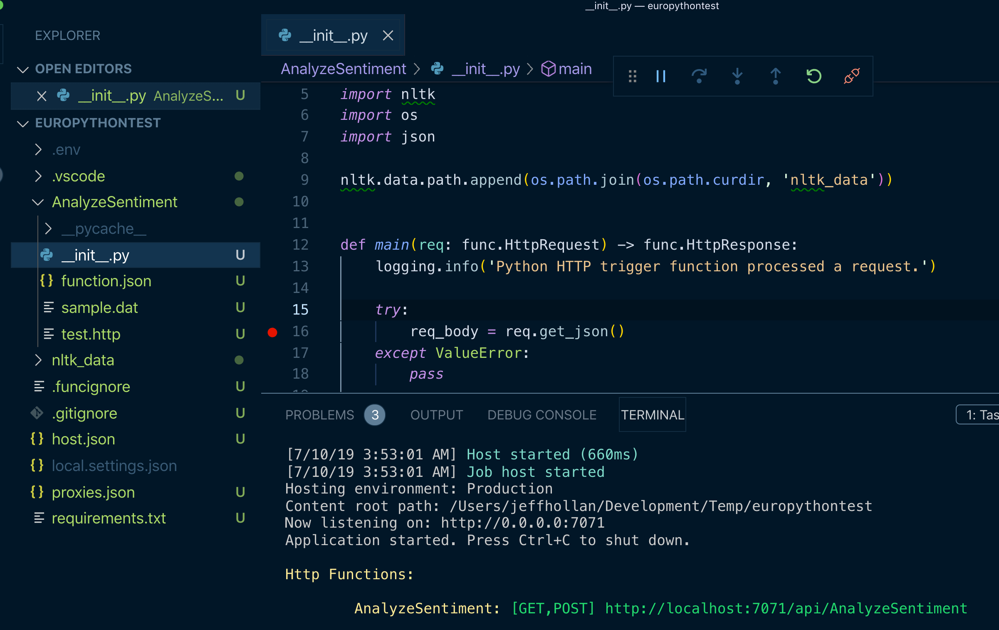 __init__.py — europythontest
EXPLORER
OPEN EDITORS
__init__.py AnalyzeS... U
EUROPYTHONTEST
.env
.vscode
AnalyzeSentiment
__pycache__
__init__.py U
function.json U
sample.dat U
test.http U
nltk_data
.funcignore U
.gitignore U
host.json U
local.settings.json
proxies.json U
requirements.txt U
__init__.py
AnalyzeSentiment > __init__.py > main
5 import nltk
6 import os
7 import json
8
9 nltk.data.path.append(os.path.join(os.path.curdir, 'nltk_data'))
10
11
12 def main(req: func.HttpRequest) -> func.HttpResponse:
13 logging.info('Python HTTP trigger function processed a request.')
14
15 try:
16 req_body = req.get_json()
17 except ValueError:
18 pass
PROBLEMS 3 OUTPUT DEBUG CONSOLE TERMINAL 1: Tas
[7/10/19 3:53:01 AM] Host started (660ms)
[7/10/19 3:53:01 AM] Job host started
Hosting environment: Production
Content root path: /Users/jeffhollan/Development/Temp/europythontest
Now listening on: http://0.0.0.0:7071
Application started. Press Ctrl+C to shut down.
Http Functions:
AnalyzeSentiment: [GET,POST] http://localhost:7071/api/AnalyzeSentiment